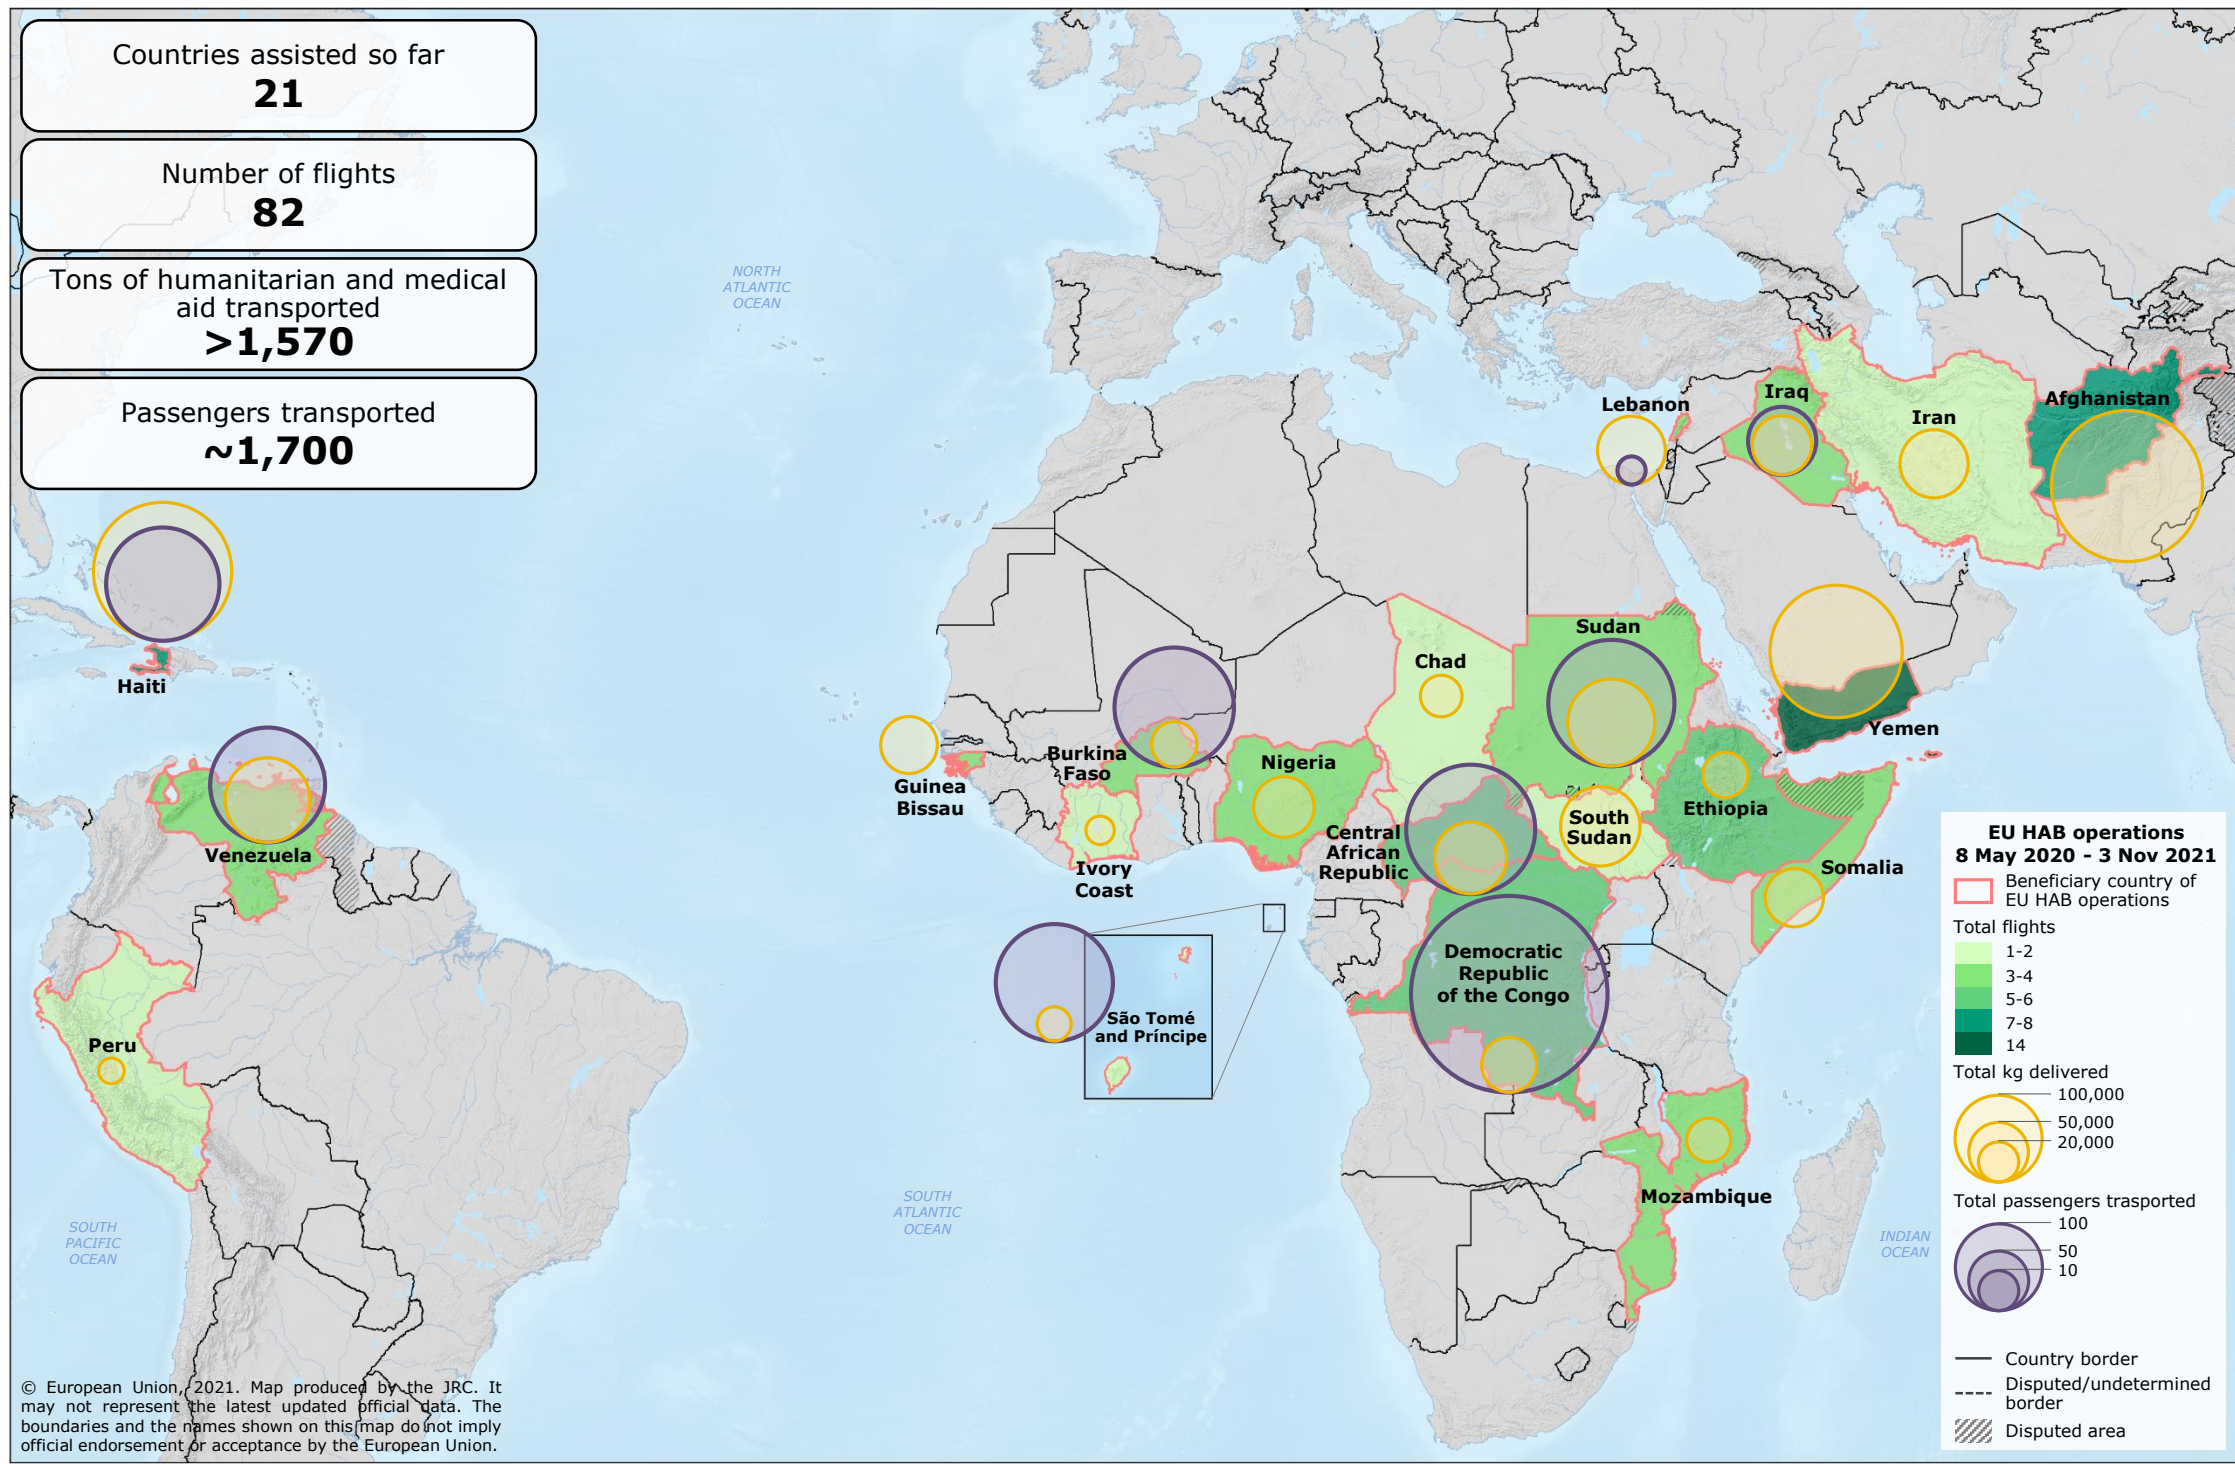 Countries assisted so far
21
Number of flights
82
Tons of humanitarian and medical
aid transported
>1,570
Passengers transported
~1,700
NORTH
ATLANTIC
OCEAN
Lebanon
Iraq
Iran
Afghanistan
Haiti
Venezuela
Peru
Guinea
Bissau
Burkina
Faso
Ivory
Coast
Nigeria
Chad
Sudan
Central
African
Republic
South
Sudan
Ethiopia
Yemen
Somalia
Democratic
Republic
of the Congo
São Tomé
and Príncipe
Mozambique
SOUTH
PACIFIC
OCEAN
SOUTH
ATLANTIC
OCEAN
INDIAN
OCEAN
EU HAB operations
8 May 2020 - 3 Nov 2021
Beneficiary country of
EU HAB operations
Total flights
1-2
3-4
5-6
7-8
14
Total kg delivered
100,000
50,000
20,000
Total passengers trasported
100
50
10
Country border
Disputed/undetermined
border
Disputed area
© European Union, 2021. Map produced by the JRC. It
may not represent the latest updated official data. The
boundaries and the names shown on this map do not imply
official endorsement or acceptance by the European Union.